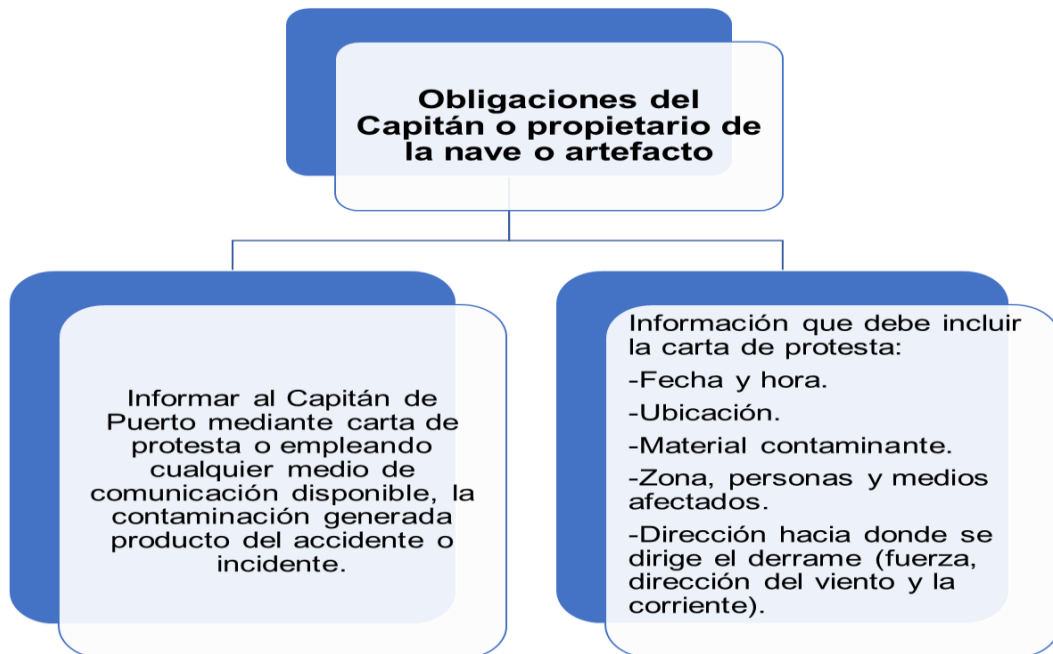 Obligaciones del
Capitán o propietario de
la nave o artefacto
Informar al Capitán de
Puerto mediante carta de
protesta o empleando
cualquier medio de
comunicación disponible, la
contaminación generada
producto del accidente o
incidente.
Información que debe incluir
la carta de protesta:
-Fecha y hora.
-Ubicación.
-Material contaminante.
-Zona, personas y medios
afectados.
-Dirección hacia donde se
dirige el derrame (fuerza,
dirección del viento y la
corriente).